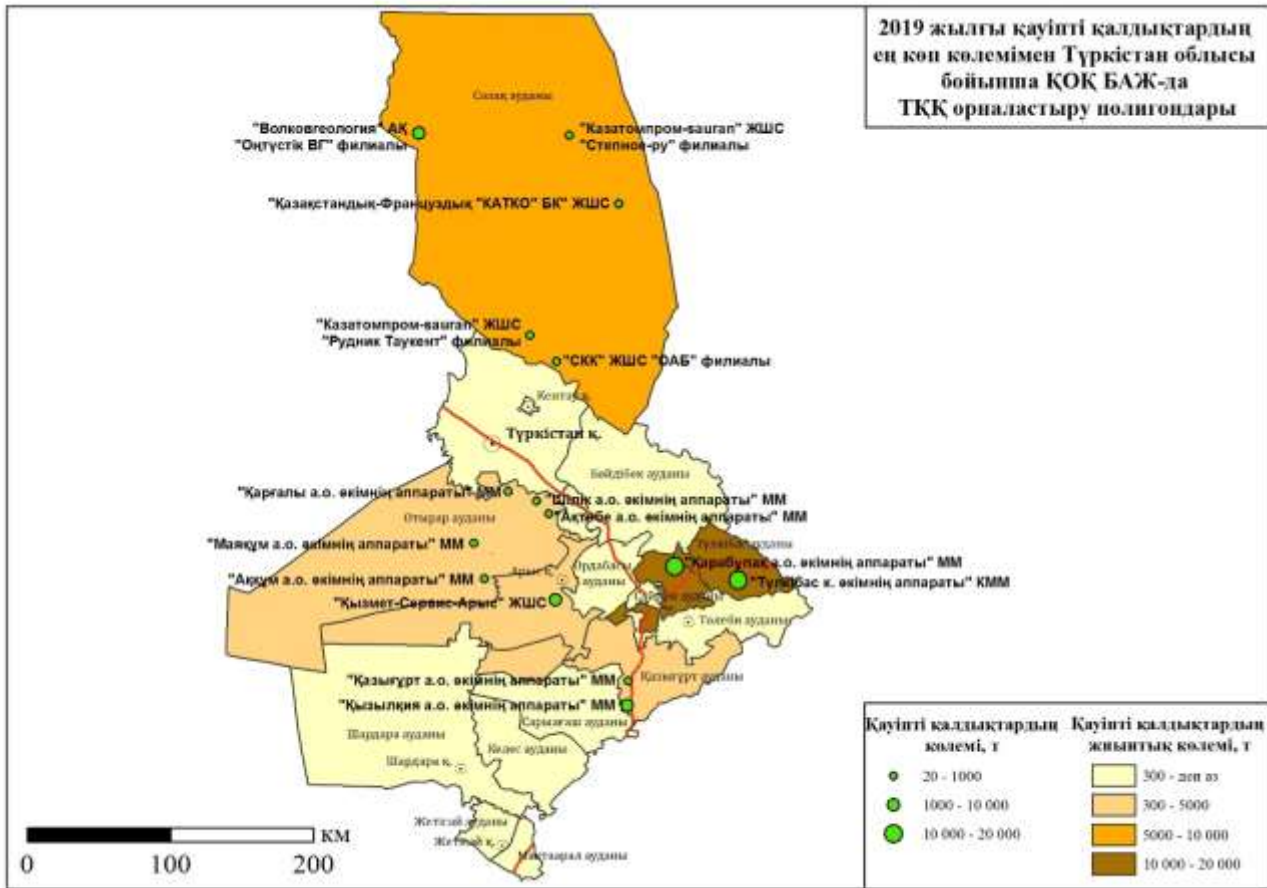 2019 жылғы қауіпті қалдықтардың
ең көп көлемімен Түркістан облысы
бойынша ҚОҚ БАЖ-да
ТҚҚ орналастыру полигондары
Созақ ауданы
"Волковгеология" АҚ
"Оңтүстік ВГ" филиалы
"Казатомпром-sauran" ЖШС
"Степное-ру" филиалы
"Қазақстандық-Француздық "КАТКО" БК" ЖШС
"Казатомпром-sauran" ЖШС
"Рудник Таукент" филиалы
"СКК" ЖШС "ОАБ" филиалы
Кентау қ.
Түркістан қ.
Бәйдібек ауданы
"Қарғалы а.о. әкімнің аппараты" ММ
"Шілік а.о. әкімнің аппараты" ММ
"Ақтөбе а.о. әкімнің аппараты" ММ
Отырар ауданы
"Маяқұм а.о. әкімнің аппараты" ММ
Түлкібас ауданы
"Қарабұлақ а.о. әкімнің аппараты" ММ
Ордабасы
ауданы
Арыс қ.
"Аққұм а.о. әкімнің аппараты" ММ
"Түлкібас к. әкімнің аппараты" КММ
"Қызмет-Сервис-Арыс" ЖШС
Төлеби ауданы
"Қазығұрт а.о. әкімнің аппараты" ММ
Қазығұрт ауданы
"Қызылқия а.о. әкімнің аппараты" ММ
Сарыағаш ауданы
Шардара ауданы
Келес ауданы
Шардара қ.
Жетісай ауданы
Жетісай қ.
Мақтаарал ауданы
КМ
0 100 200
Қауіпті қалдықтардың
көлемі, т
20 - 1000
1000 - 10 000
10 000 - 20 000
Қауіпті қалдықтардың
жиынтық көлемі, т
300 - ден аз
300 - 5000
5000 - 10 000
10 000 - 20 000